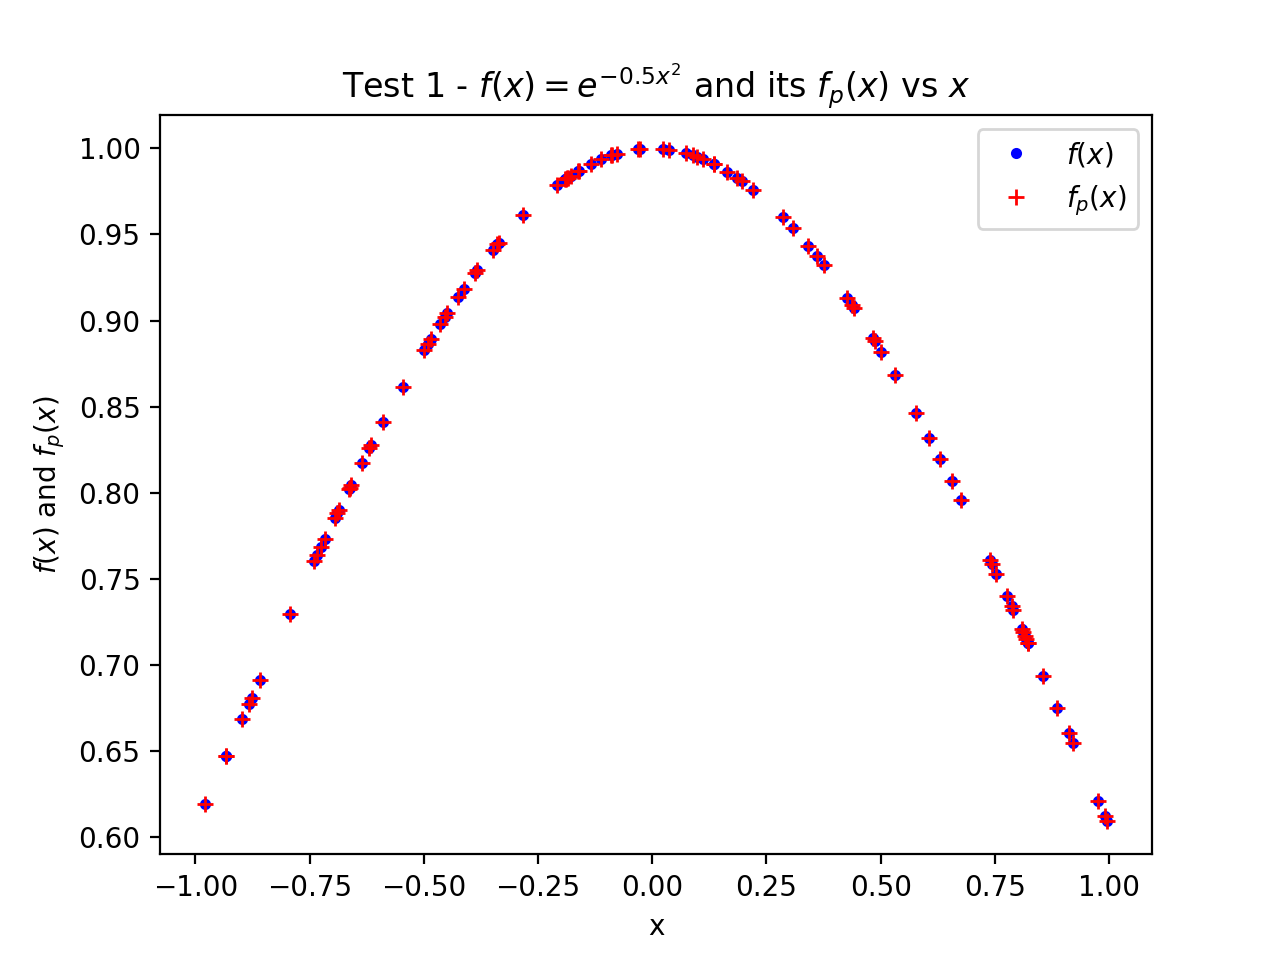 Test 1 - $f(x) = e^{-0.5x^2}$ and its $f_p(x)$ vs $x$
$f(x)$
$f_p(x)$
1.00
0.95
0.90
0.85
0.80
0.75
0.70
0.65
0.60
$f(x)$ and $f_p(x)$
−1.00 −0.75 −0.50 −0.25 0.00 0.25 0.50 0.75 1.00
x